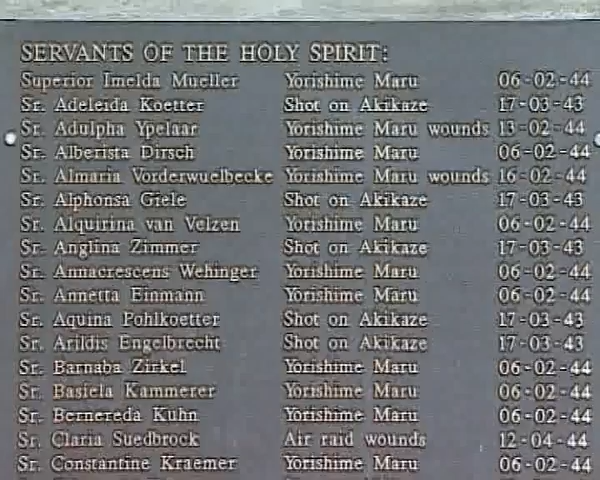 SERVANTS OF THE HOLY SPIRIT:
Superior Imelda Mueller Yorishime Maru 06-02-44
Sr. Adeleida Koetter Shot on Akikaze 17-03-43
Sr. Adulpha Ypelaar Yorishime Maru wounds 13-02-44
Sr. Alberista Dirsch Yorishime Maru 06-02-44
Sr. Almaria Vorderwuelbecke Yorishime Maru wounds 16-02-44
Sr. Alphonsa Giele Shot on Akikaze 17-03-43
Sr. Alquirina van Velzen Yorishime Maru 06-02-44
Sr. Anglina Zimmer Shot on Akikaze 17-03-43
Sr. Annacrescens Wehinger Yorishime Maru 06-02-44
Sr. Annetta Einmann Yorishime Maru 06-02-44
Sr. Aquina Pohlkoetter Shot on Akikaze 17-03-43
Sr. Arildis Engelbrecht Shot on Akikaze 17-03-43
Sr. Barnaba Zirkel Yorishime Maru 06-02-44
Sr. Basiela Kammerer Yorishime Maru 06-02-44
Sr. Bernereda Kuhn Yorishime Maru 06-02-44
Sr. Claria Suedbrock Air raid wounds 12-04-44
Sr. Constantine Kraemer Yorishime Maru 06-02-44